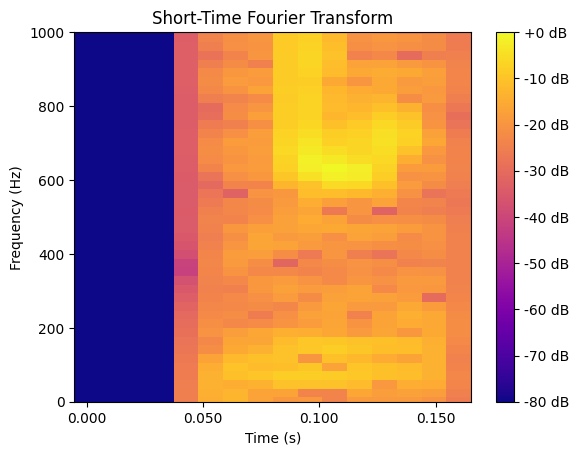 Short-Time Fourier Transform
Frequency (Hz)
1000
800
600
400
200
0
0.000
0.050
0.100
0.150
Time (s)
+0 dB
-10 dB
-20 dB
-30 dB
-40 dB
-50 dB
-60 dB
-70 dB
-80 dB